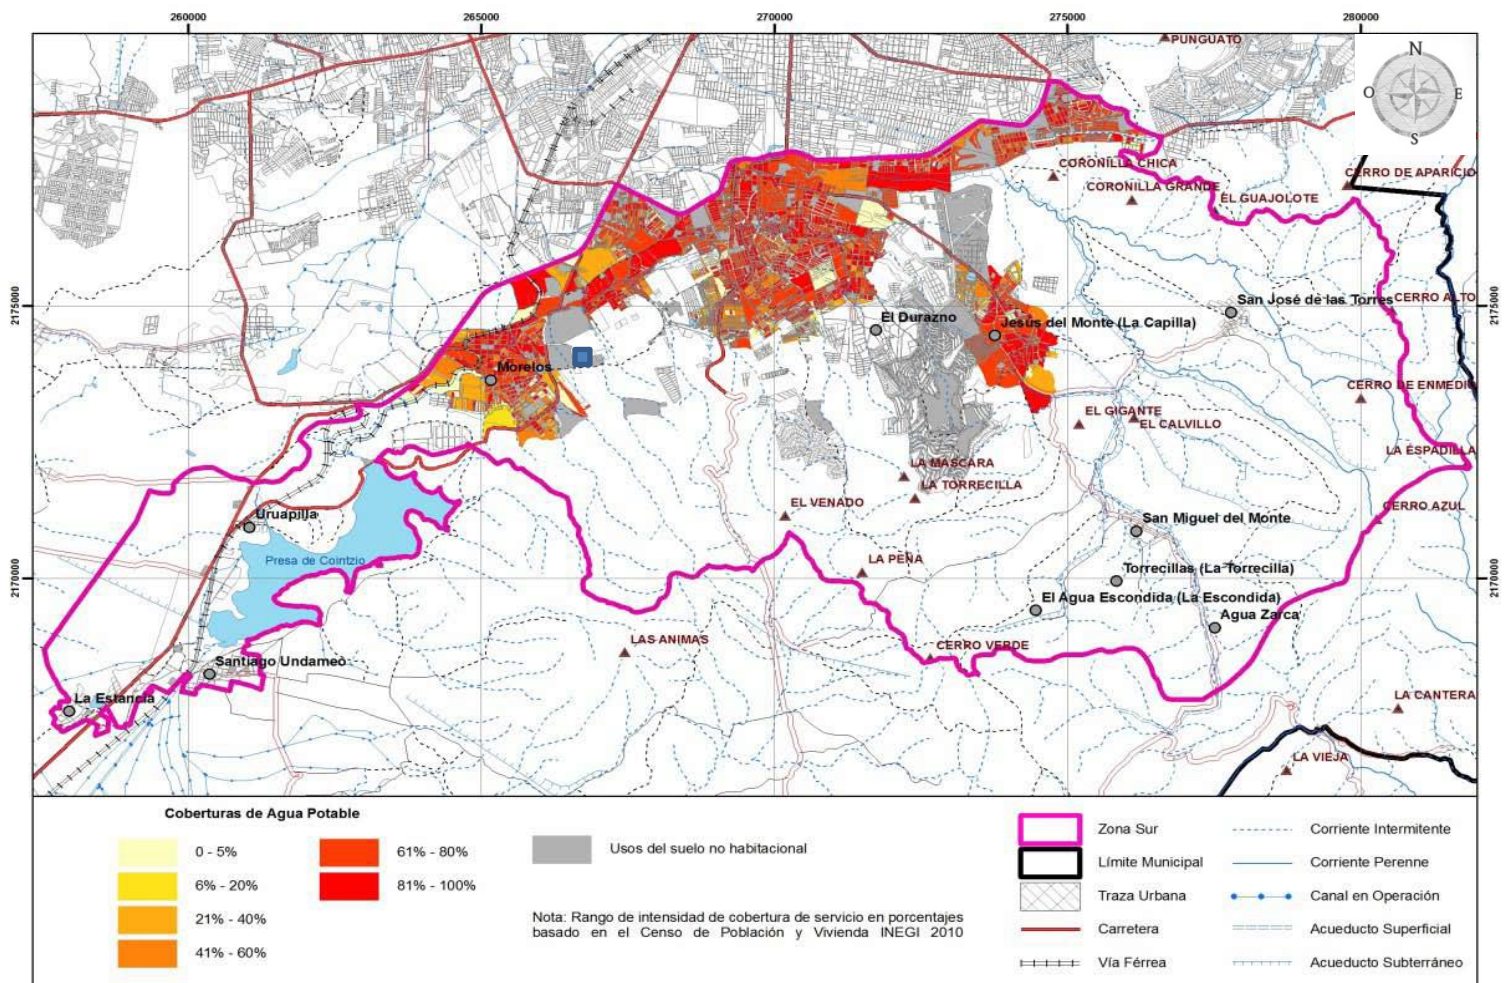 260000
265000
270000
275000
280000
PUNGUATO
N
O
E
S
CORONILLA CHICA
CERRO DE APARICIO
CORONILLA GRANDE
EL GUAJOLOTE
2175000
2175000
San José de las Torres
CERRO ALTO
El Durazno
Jesús del Monte (La Capilla)
Morelos
CERRO DE ENMEDIO
EL GIGANTE
EL CALVILLO
LA ESPADILLA
LA MASCARA
LA TORRECILLA
EL VENADO
CERRO AZUL
Uruapilla
San Miguel del Monte
Presa de Cointzio
LA PEÑA
Torrecillas (La Torrecilla)
2170000
2170000
El Agua Escondida (La Escondida)
Agua Zarca
LAS ANIMAS
CERRO VERDE
Santiago Undameo
La Estancia
LA CANTERA
LA VIEJA
Coberturas de Agua Potable
0 - 5%
6% - 20%
21% - 40%
41% - 60%
61% - 80%
81% - 100%
Usos del suelo no habitacional
Nota: Rango de intensidad de cobertura de servicio en porcentajes
basado en el Censo de Población y Vivienda INEGI 2010
Zona Sur
Límite Municipal
Traza Urbana
Carretera
Vía Férrea
Corriente Intermitente
Corriente Perenne
Canal en Operación
Acueducto Superficial
Acueducto Subterráneo